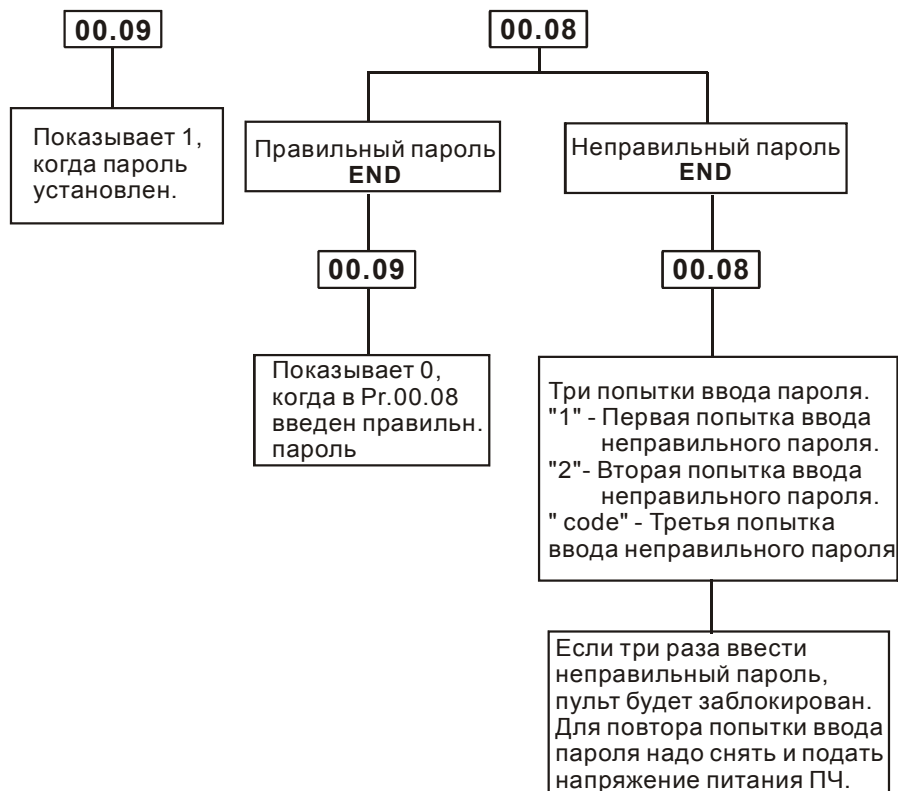 00.09
Показывает 1,
когда пароль
установлен.
00.08
Правильный пароль
END
00.09
Показывает 0,
когда в Pr.00.08
введен правильн.
пароль
Неправильный пароль
END
00.08
Три попытки ввода пароля.
"1" - Первая попытка ввода
неправильного пароля.
"2"- Вторая попытка ввода
неправильного пароля.
" code" - Третья попытка
ввода неправильного пароля
Если три раза ввести
неправильный пароль,
пульт будет заблокирован.
Для повтора попытки ввода
пароля надо снять и подать
напряжение питания ПЧ.